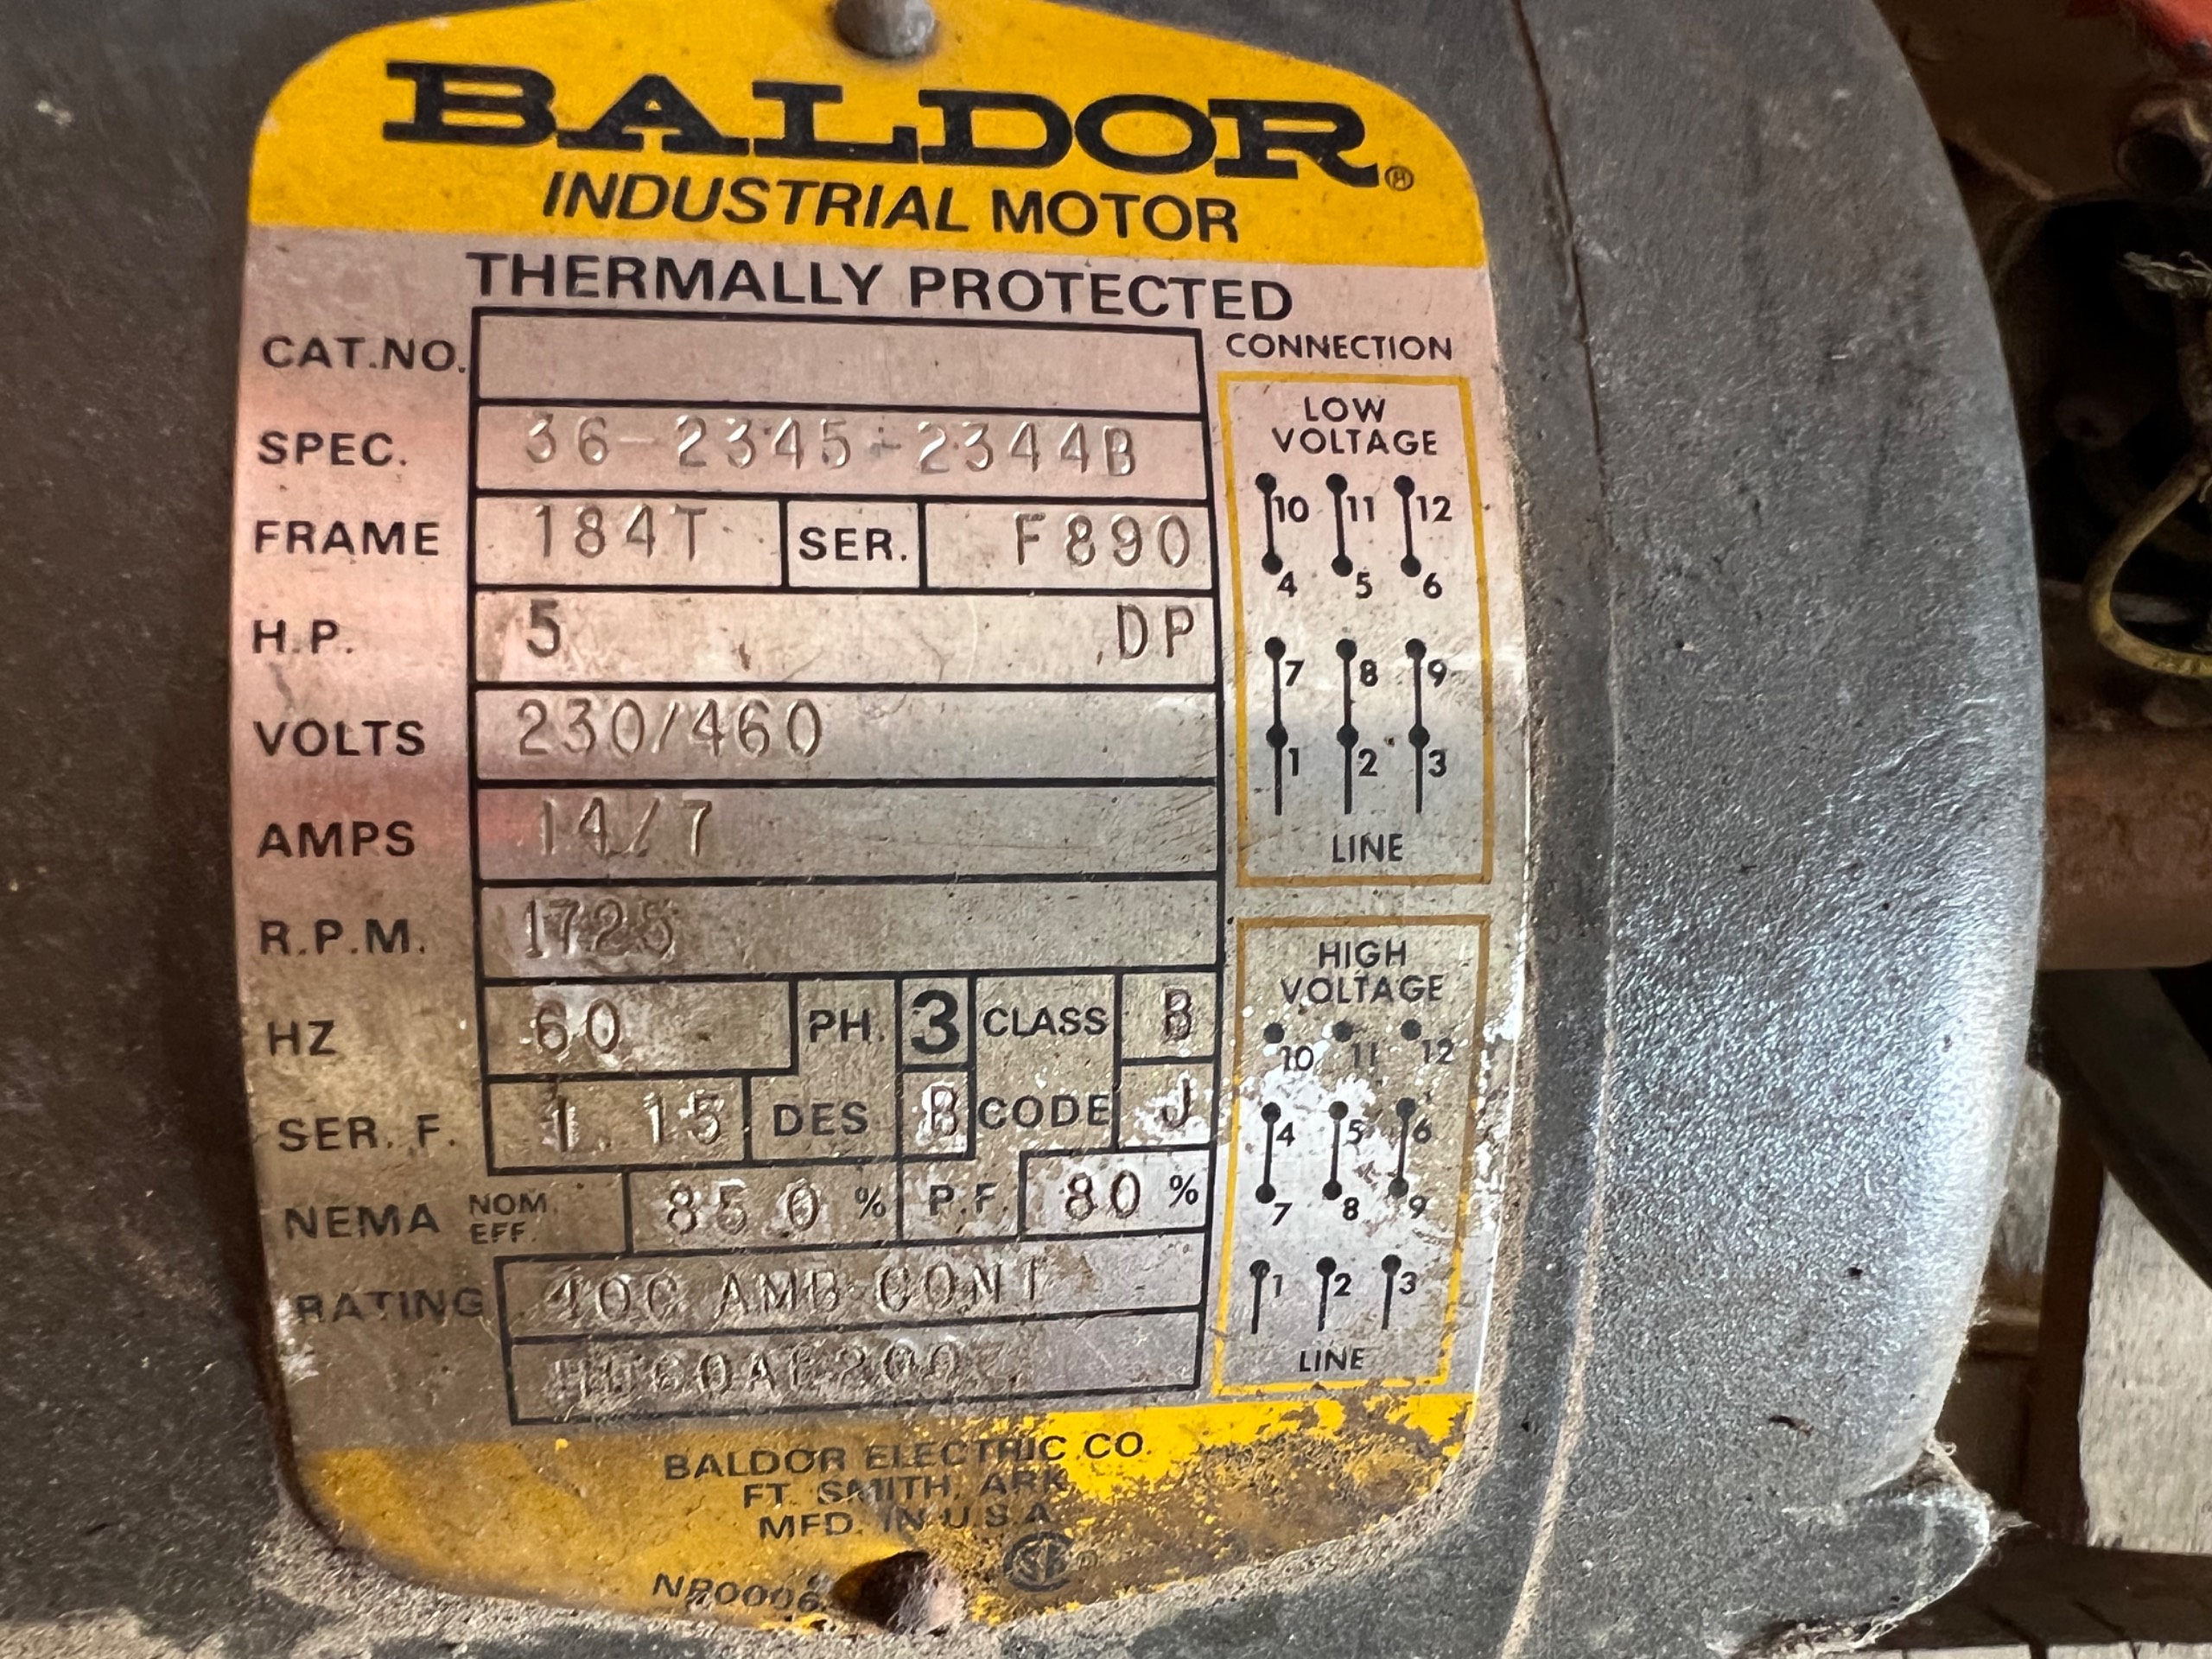 BALDOR®
INDUSTRIAL MOTOR
THERMALLY PROTECTED
CAT.NO.
SPEC. 36-2345-2344B
FRAME 184T SER. F890
H.P. 5 DP
VOLTS 230/460
AMPS 14/7
R.P.M. 1725
HZ 60 PH. 3 CLASS B
SER. F. 1.15 DES B CODE J
NEMA NOM. EFF. 85.0 % P.F. 80 %
RATING 40C AMB-CONT
CONNECTION
LOW
VOLTAGE
10 11 12
4 5 6
7 8 9
1 2 3
LINE
HIGH
VOLTAGE
10 11 12
4 5 6
7 8 9
1 2 3
LINE
BALDOR ELECTRIC CO.
FT. SMITH, ARK.
MFD. IN U.S.A.